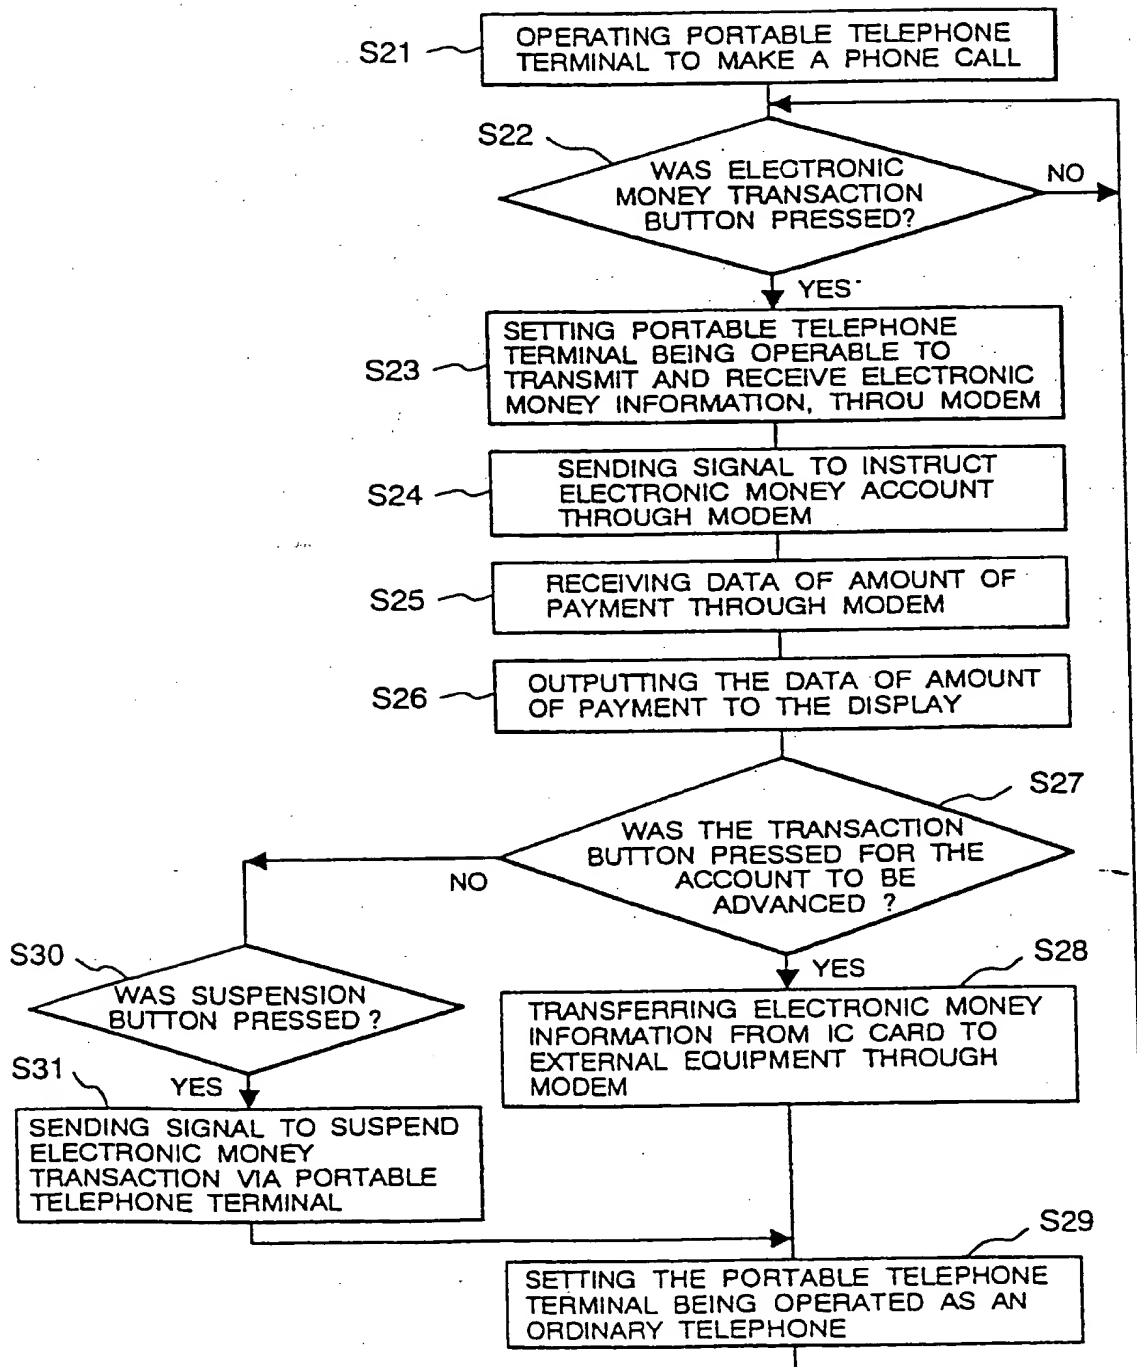 S21
OPERATING PORTABLE TELEPHONE
TERMINAL TO MAKE A PHONE CALL
S22
WAS ELECTRONIC
MONEY TRANSACTION
BUTTON PRESSED?
NO
YES
S23
SETTING PORTABLE TELEPHONE
TERMINAL BEING OPERABLE TO
TRANSMIT AND RECEIVE ELECTRONIC
MONEY INFORMATION, THROU MODEM
S24
SENDING SIGNAL TO INSTRUCT
ELECTRONIC MONEY ACCOUNT
THROUGH MODEM
S25
RECEIVING DATA OF AMOUNT OF
PAYMENT THROUGH MODEM
S26
OUTPUTTING THE DATA OF AMOUNT
OF PAYMENT TO THE DISPLAY
S27
WAS THE TRANSACTION
BUTTON PRESSED FOR THE
ACCOUNT TO BE
ADVANCED ?
NO
YES
S30
WAS SUSPENSION
BUTTON PRESSED ?
YES
S28
TRANSFERRING ELECTRONIC MONEY
INFORMATION FROM IC CARD TO
EXTERNAL EQUIPMENT THROUGH
MODEM
S31
SENDING SIGNAL TO SUSPEND
ELECTRONIC MONEY
TRANSACTION VIA PORTABLE
TELEPHONE TERMINAL
S29
SETTING THE PORTABLE TELEPHONE
TERMINAL BEING OPERATED AS AN
ORDINARY TELEPHONE